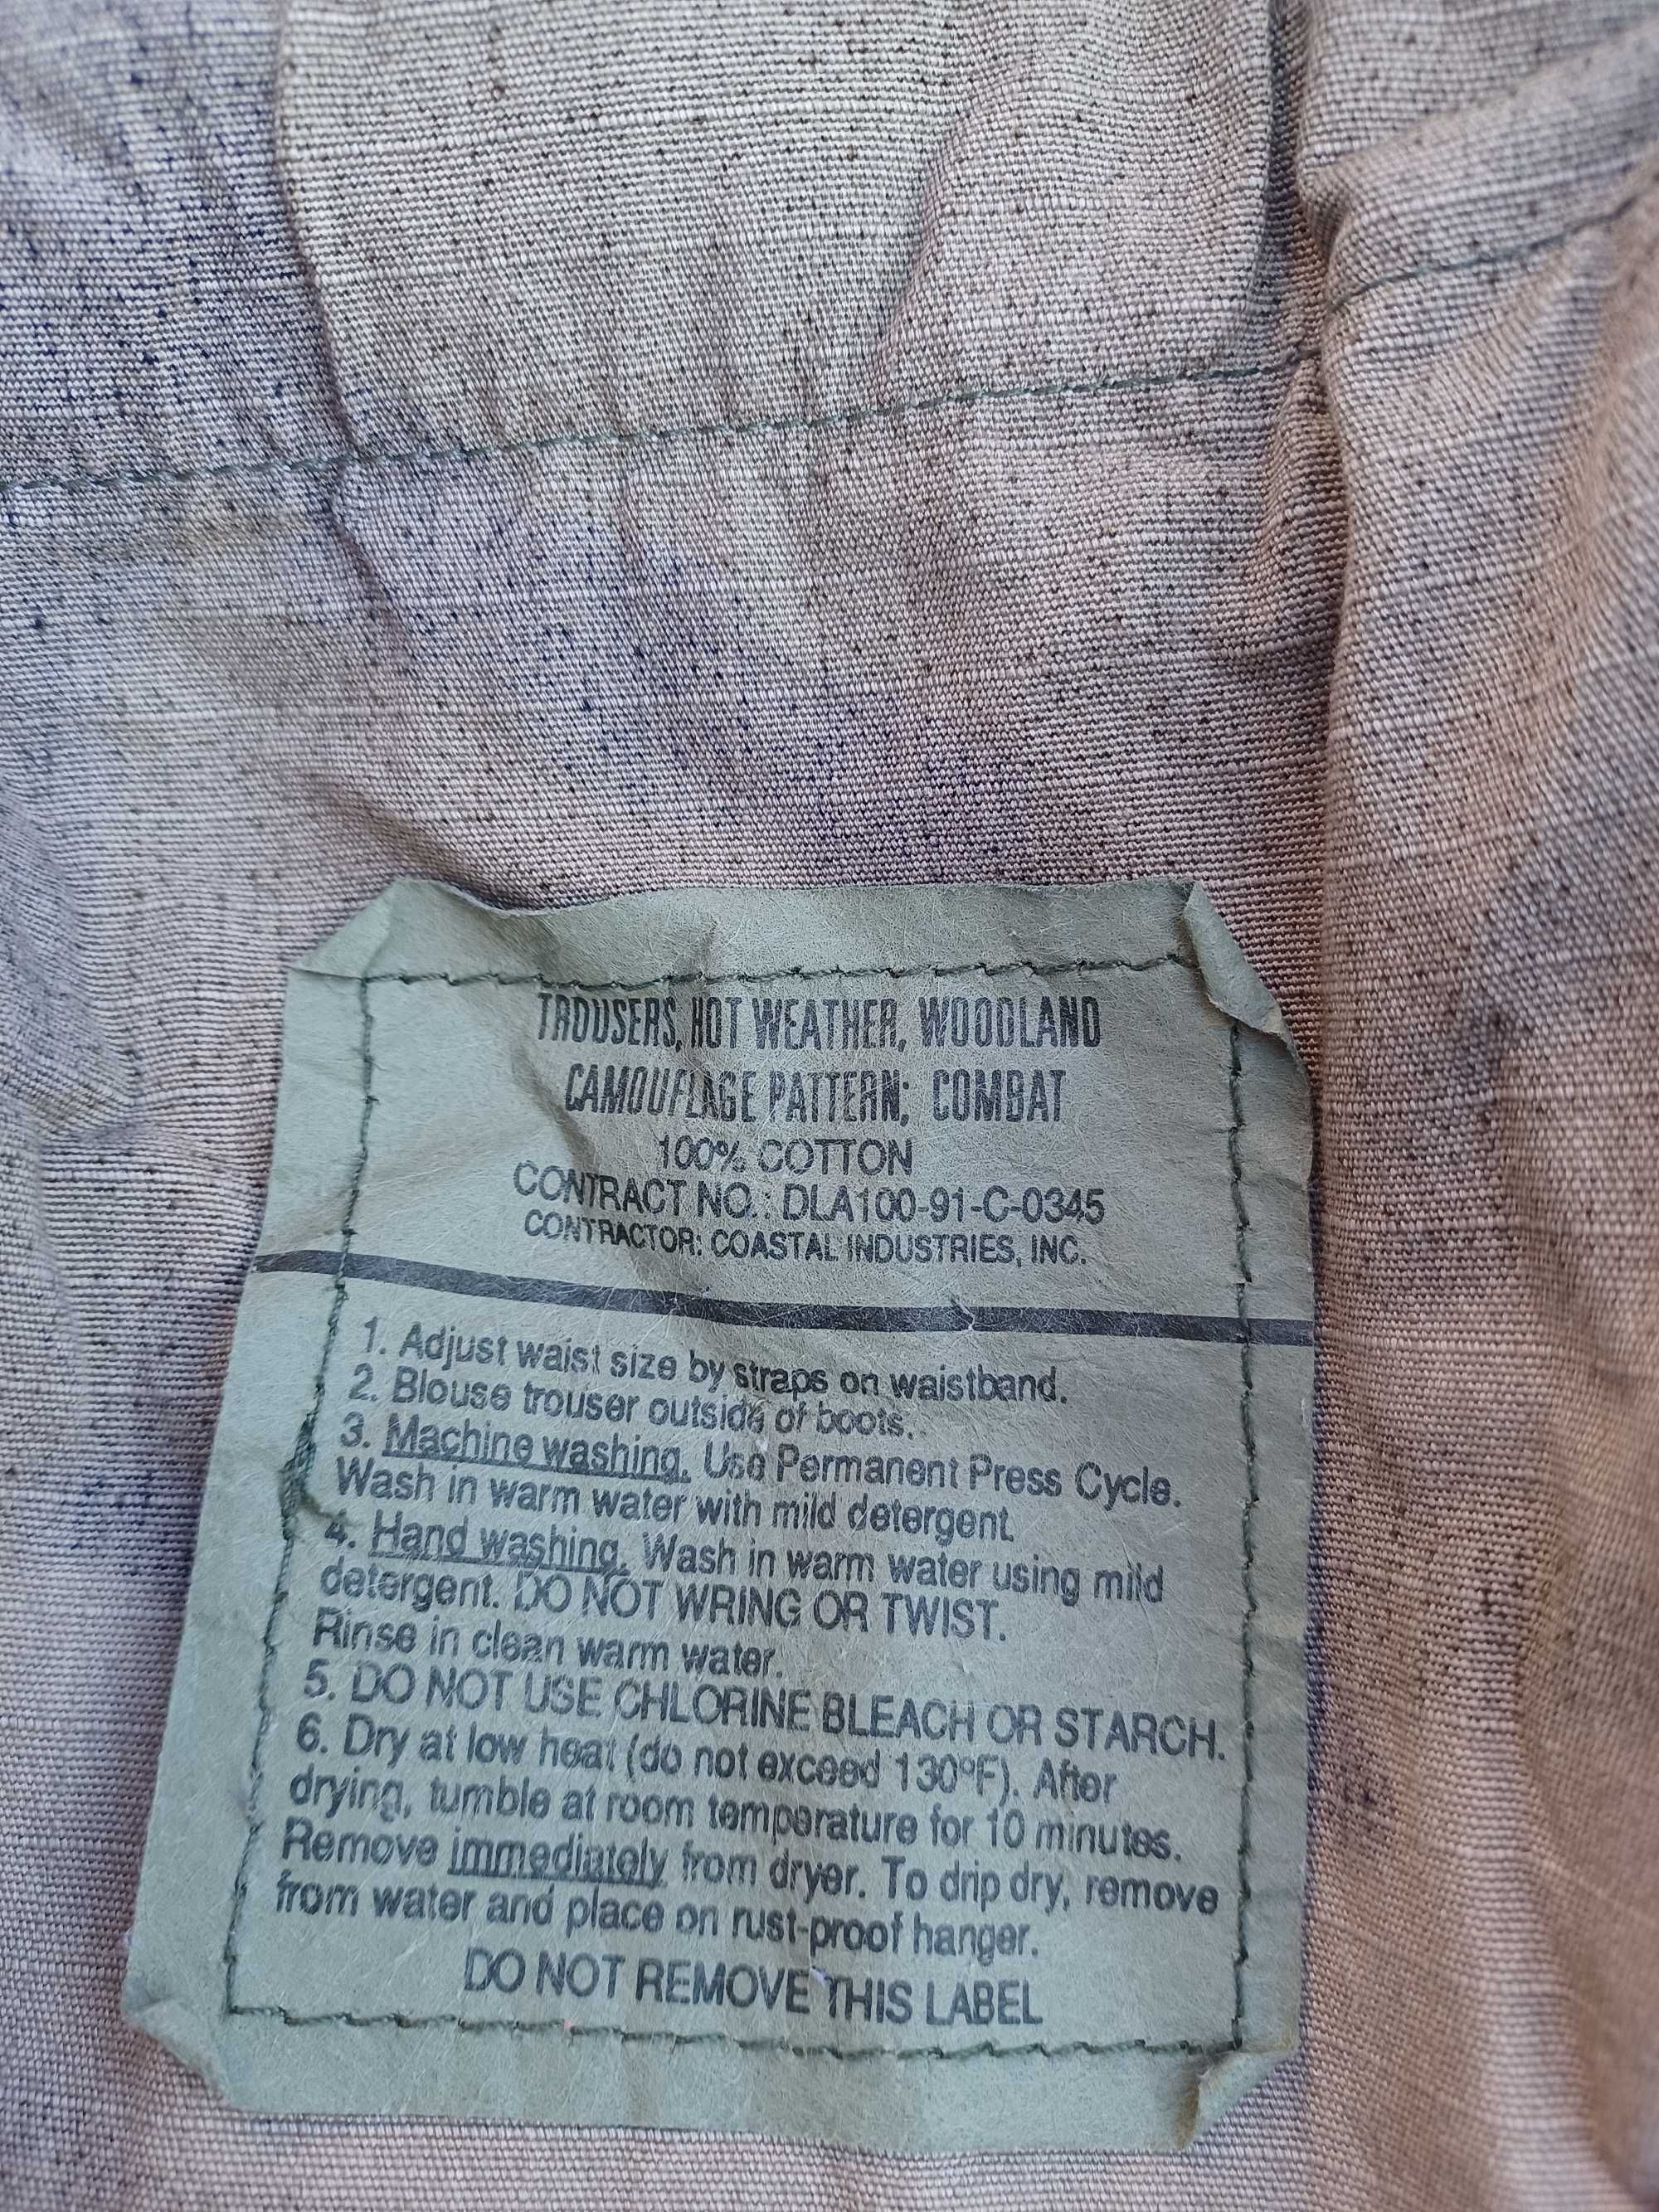 TROUSERS, HOT WEATHER, WOODLAND
CAMOUFLAGE PATTERN; COMBAT
100% COTTON
CONTRACT NO.: DLA100-91-C-0345
CONTRACTOR: COASTAL INDUSTRIES, INC.
1. Adjust waist size by straps on waistband.
2. Blouse trouser outside of boots.
3. Machine washing. Use Permanent Press Cycle.
Wash in warm water with mild detergent.
4. Hand washing. Wash in warm water using mild
detergent. DO NOT WRING OR TWIST.
Rinse in clean warm water.
5. DO NOT USE CHLORINE BLEACH OR STARCH.
6. Dry at low heat (do not exceed 130°F). After
drying, tumble at room temperature for 10 minutes.
Remove immediately from dryer. To drip dry, remove
from water and place on rust-proof hanger.
DO NOT REMOVE THIS LABEL